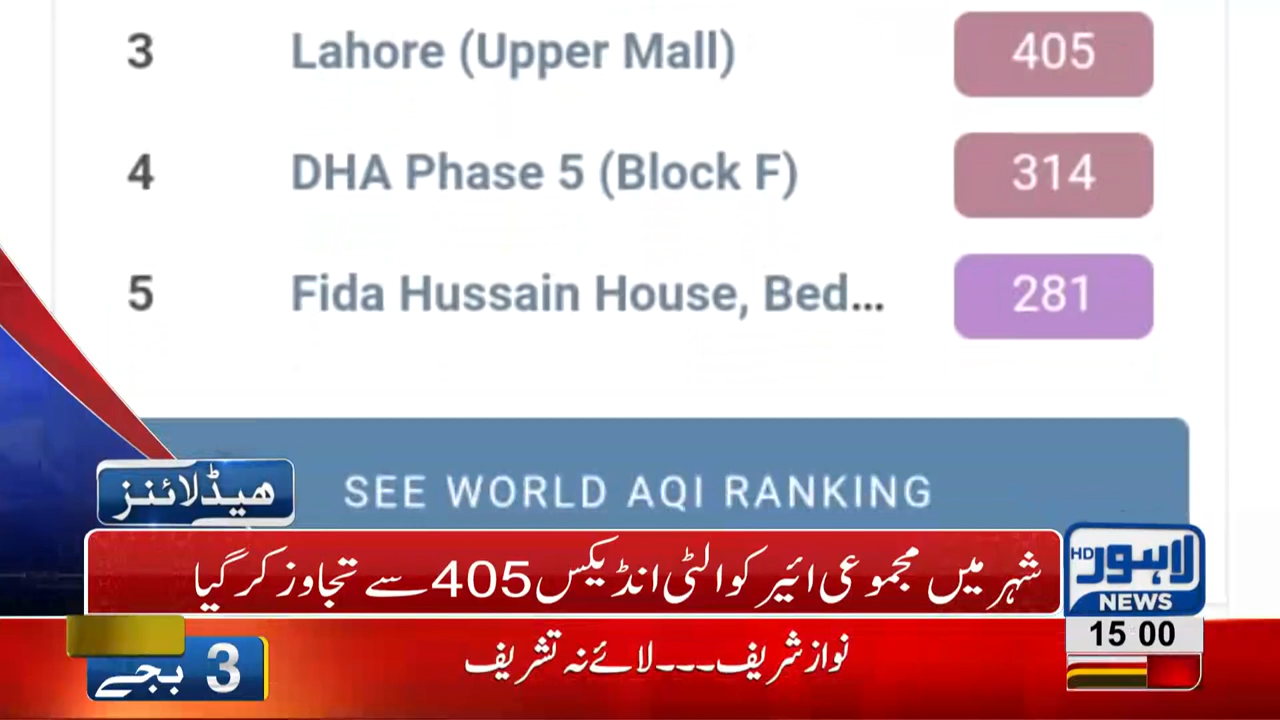 3 Lahore (Upper Mall) 405
4 DHA Phase 5 (Block F) 314
5 Fida Hussain House, Bed... 281
SEE WORLD AQI RANKING
ھیڈلائنز
شہر میں مجموعی ائیر کوالٹی انڈیکس 405 سے تجاوز کر گیا
لاہور HD
NEWS
15 00
نواز شریف۔۔۔لائے نہ تشریف
3 بجے